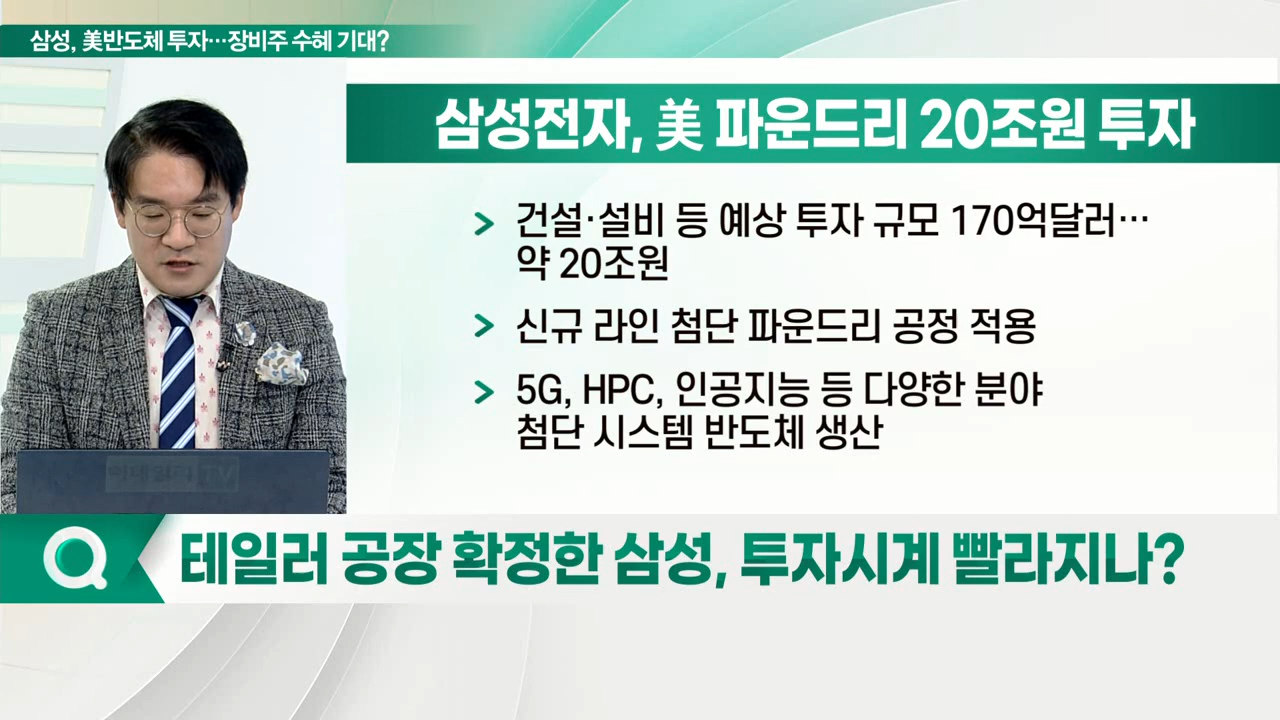 삼성, 美반도체 투자…장비주 수혜 기대?
삼성전자, 美 파운드리 20조원 투자
건설·설비 등 예상 투자 규모 170억달러…
약 20조원
신규 라인 첨단 파운드리 공정 적용
5G, HPC, 인공지능 등 다양한 분야
첨단 시스템 반도체 생산
이데일리 TV
Q 테일러 공장 확정한 삼성, 투자시계 빨라지나?